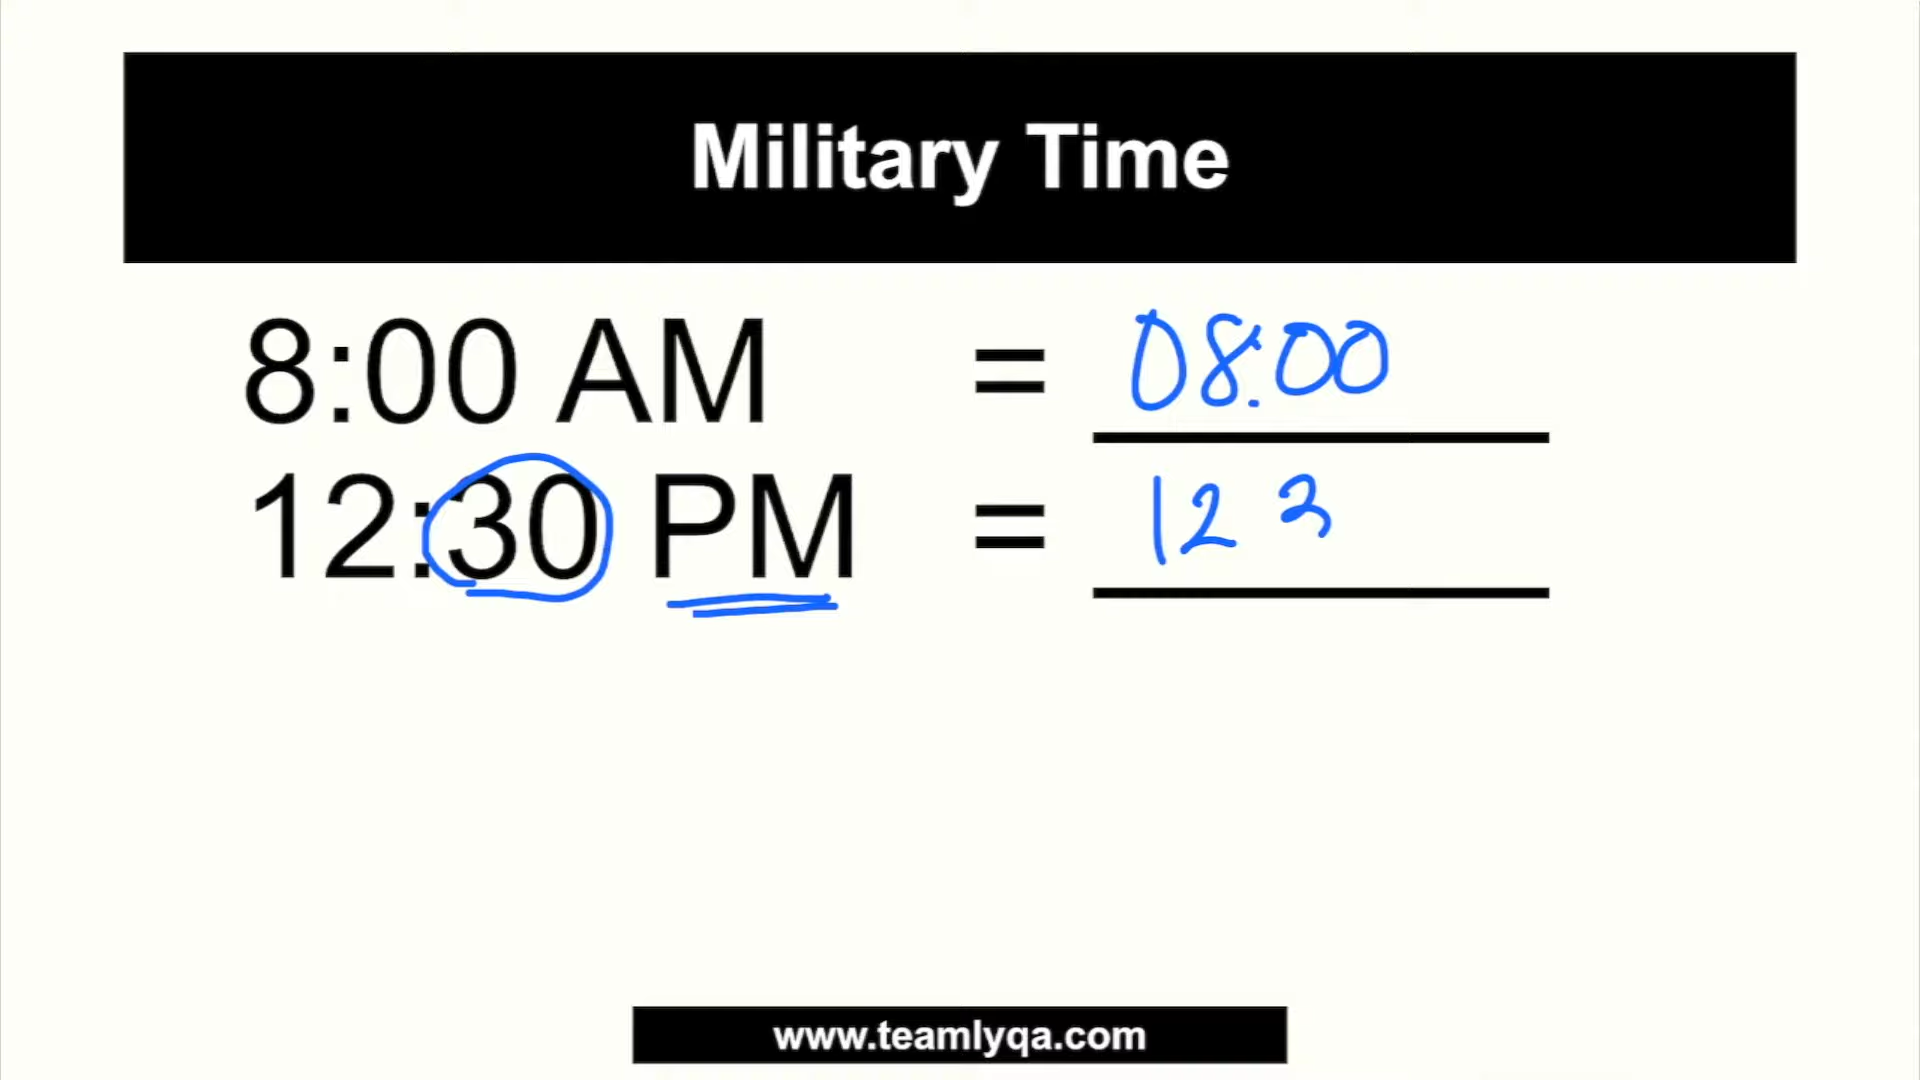 Military Time
8:00 AM = 08:00
12:30 PM = 12 3
www.teamlyqa.com